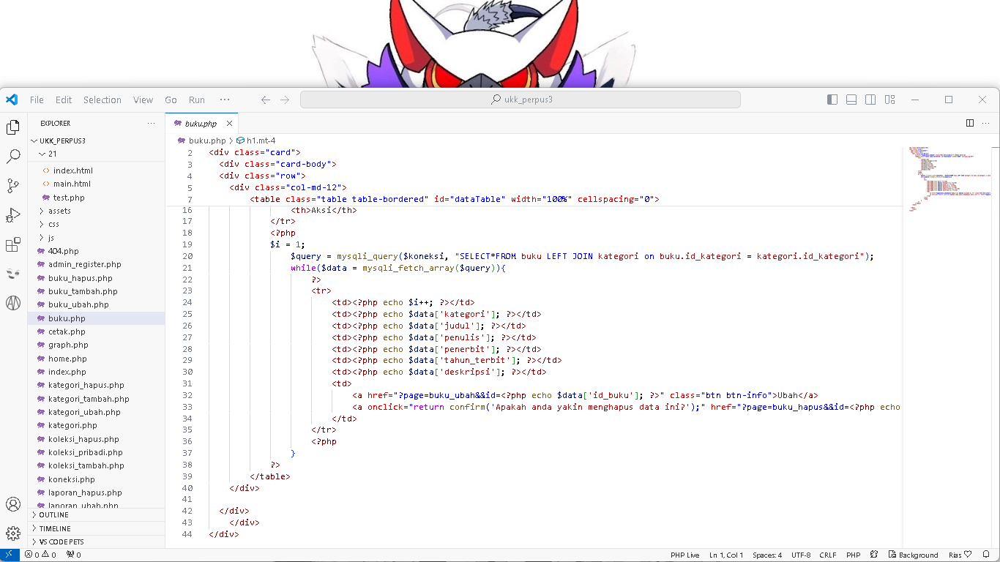 File Edit Selection View Go Run ··· ukk_perpus3
EXPLORER ···
buku.php
UKK_PERPUS3
buku.php > h1.mt-4
21
index.html
main.html
test.php
assets
css
js
404.php
admin_register.php
buku_hapus.php
buku_tambah.php
buku_ubah.php
buku.php
cetak.php
graph.php
home.php
index.php
kategori_hapus.php
kategori_tambah.php
kategori_ubah.php
kategori.php
koleksi_hapus.php
koleksi_pribadi.php
koleksi_tambah.php
koneksi.php
laporan_hapus.php
laporan_ubah.php
OUTLINE
TIMELINE
VS CODE PETS
2 <div class="card">
3 <div class="card-body">
4 <div class="row">
5 <div class="col-md-12">
7 <table class="table table-bordered" id="dataTable" width="100%" cellspacing="0">
16 <th>Aksi</th>
17 </tr>
18 <?php
19 $i = 1;
20 $query = mysqli_query($koneksi, "SELECT*FROM buku LEFT JOIN kategori on buku.id_kategori = kategori.id_kategori");
21 while($data = mysqli_fetch_array($query)){
22 ?>
23 <tr>
24 <td><?php echo $i++; ?></td>
25 <td><?php echo $data['kategori']; ?></td>
26 <td><?php echo $data['judul']; ?></td>
27 <td><?php echo $data['penulis']; ?></td>
28 <td><?php echo $data['penerbit']; ?></td>
29 <td><?php echo $data['tahun_terbit']; ?></td>
30 <td><?php echo $data['deskripsi']; ?></td>
31 <td>
32 <a href="?page=buku_ubah&&id=<?php echo $data['id_buku']; ?>" class="btn btn-info">Ubah</a>
33 <a onclick="return confirm('Apakah anda yakin menghapus data ini?');" href="?page=buku_hapus&&id=<?php echo
34 </td>
35 </tr>
36 <?php
37 }
38 ?>
39 </table>
40 </div>
41
42 </div>
43 </div>
44 </div>
0 0 0 PHP Live Ln 1, Col 1 Spaces: 4 UTF-8 CRLF PHP Background Rias